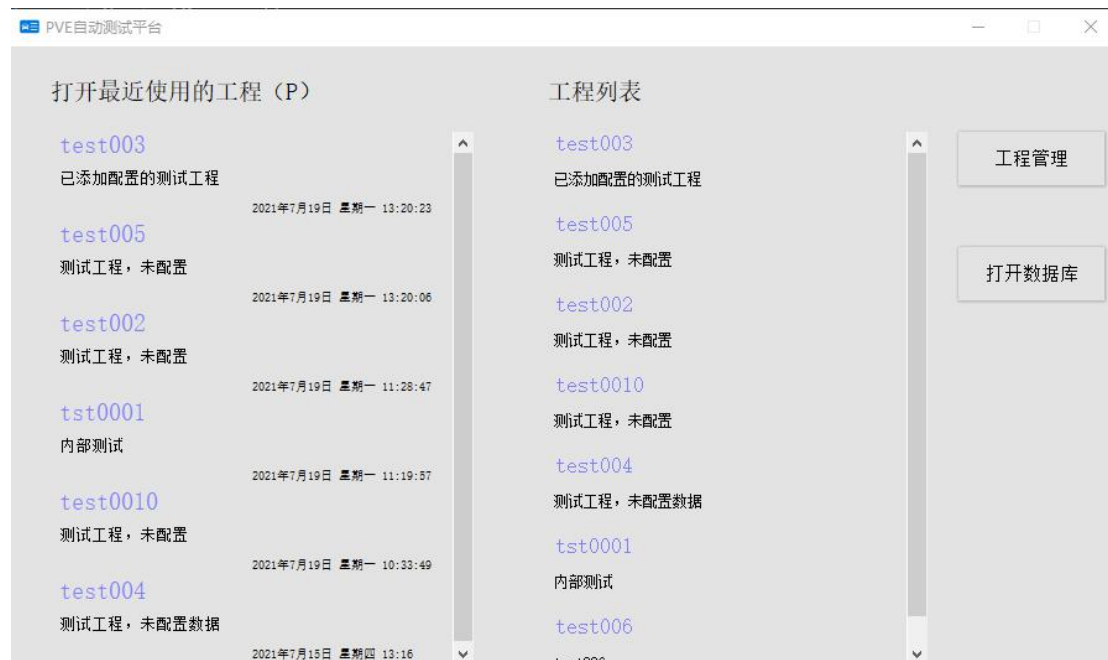 PVE自动测试平台
打开最近使用的工程（P）
test003
已添加配置的测试工程
2021年7月19日 星期一 13:20:23
test005
测试工程，未配置
2021年7月19日 星期一 13:20:06
test002
测试工程，未配置
2021年7月19日 星期一 11:28:47
tst0001
内部测试
2021年7月19日 星期一 11:19:57
test0010
测试工程，未配置
2021年7月19日 星期一 10:33:49
test004
测试工程，未配置数据
2021年7月15日 星期四 13:16
工程列表
test003
已添加配置的测试工程
test005
测试工程，未配置
test002
测试工程，未配置
test0010
测试工程，未配置
test004
测试工程，未配置数据
tst0001
内部测试
test006
工程管理
打开数据库